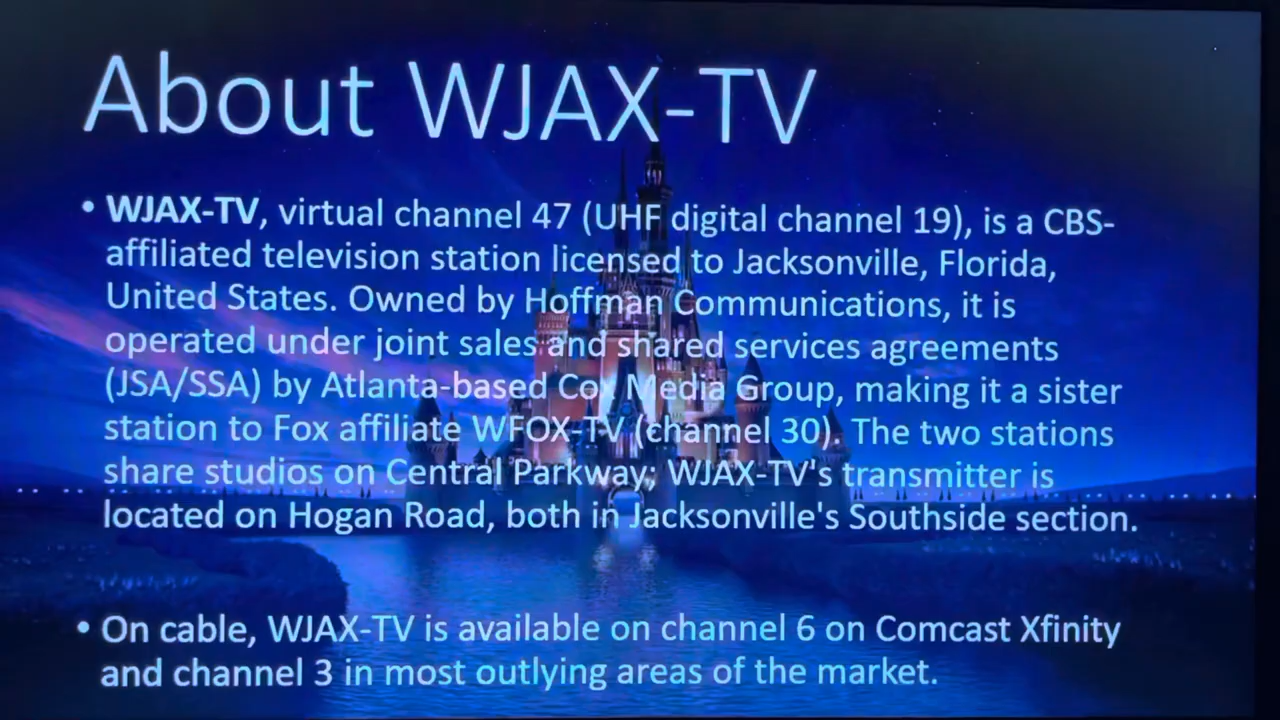 About WJAX-TV
• WJAX-TV, virtual channel 47 (UHF digital channel 19), is a CBS-
affiliated television station licensed to Jacksonville, Florida,
United States. Owned by Hoffman Communications, it is
operated under joint sales and shared services agreements
(JSA/SSA) by Atlanta-based Cox Media Group, making it a sister
station to Fox affiliate WFOX-TV (channel 30). The two stations
share studios on Central Parkway; WJAX-TV's transmitter is
located on Hogan Road, both in Jacksonville's Southside section.
• On cable, WJAX-TV is available on channel 6 on Comcast Xfinity
and channel 3 in most outlying areas of the market.